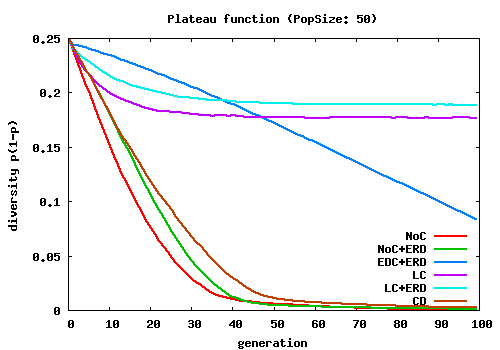 Plateau function (PopSize: 50)
0.25
0.2
0.15
0.1
0.05
0
diversity p(1-p)
NoC
NoC+ERD
EDC+ERD
LC
LC+ERD
CD
0 10 20 30 40 50 60 70 80 90 100
generation